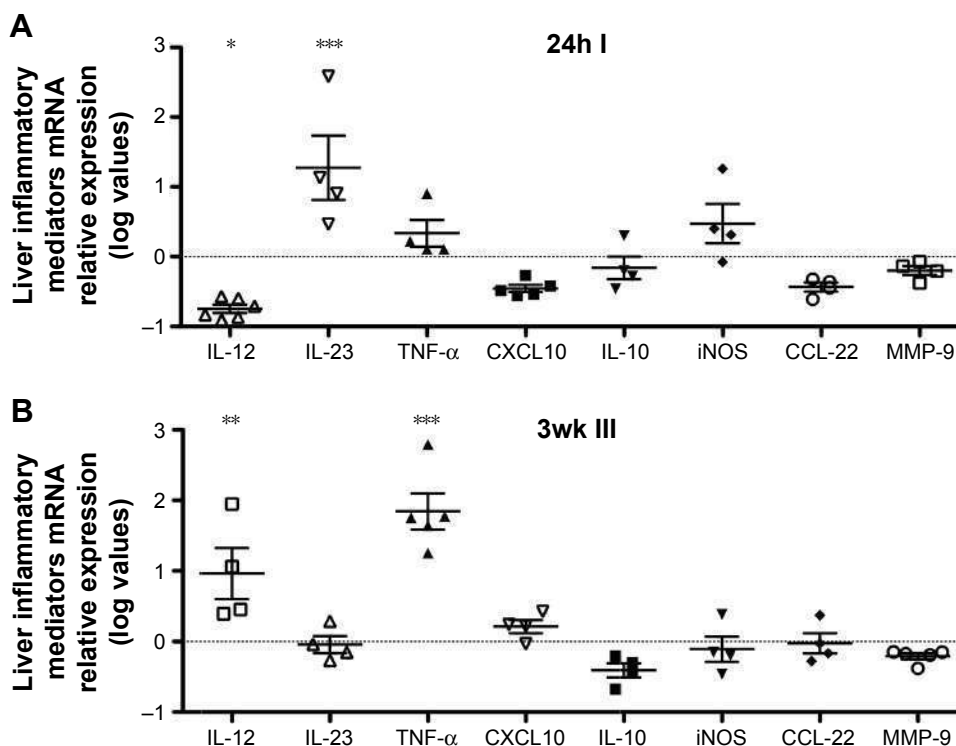 A
* ***
24h I
Liver inflammatory
mediators mRNA
relative expression
(log values)
3
2
1
0
–1
IL-12 IL-23 TNF-α CXCL10 IL-10 iNOS CCL-22 MMP-9
B
** ***
3wk III
Liver inflammatory
mediators mRNA
relative expression
(log values)
3
2
1
0
–1
IL-12 IL-23 TNF-α CXCL10 IL-10 iNOS CCL-22 MMP-9